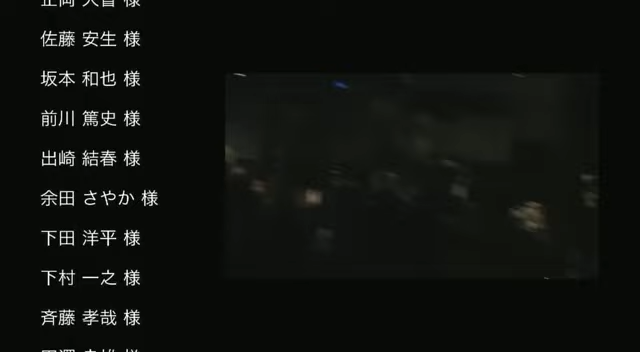 佐藤 安生 様
坂本 和也 様
前川 篤史 様
出崎 結春 様
余田 さやか 様
下田 洋平 様
下村 一之 様
斉藤 孝哉 様